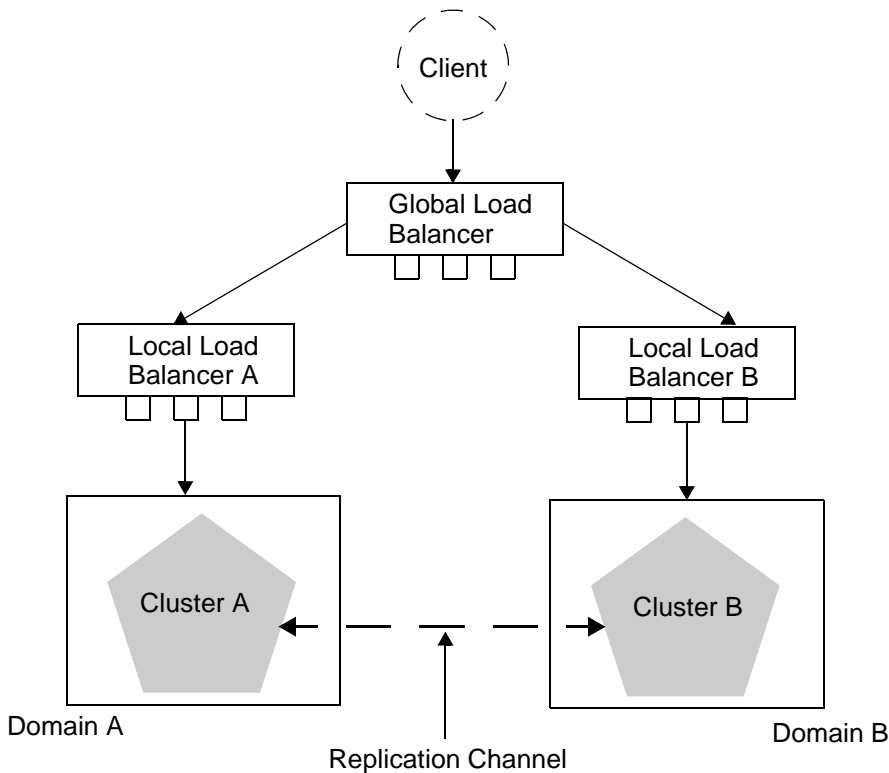 Client
Global Load
Balancer
Local Load
Balancer A
Local Load
Balancer B
Cluster A
Cluster B
Domain A
Domain B
Replication Channel